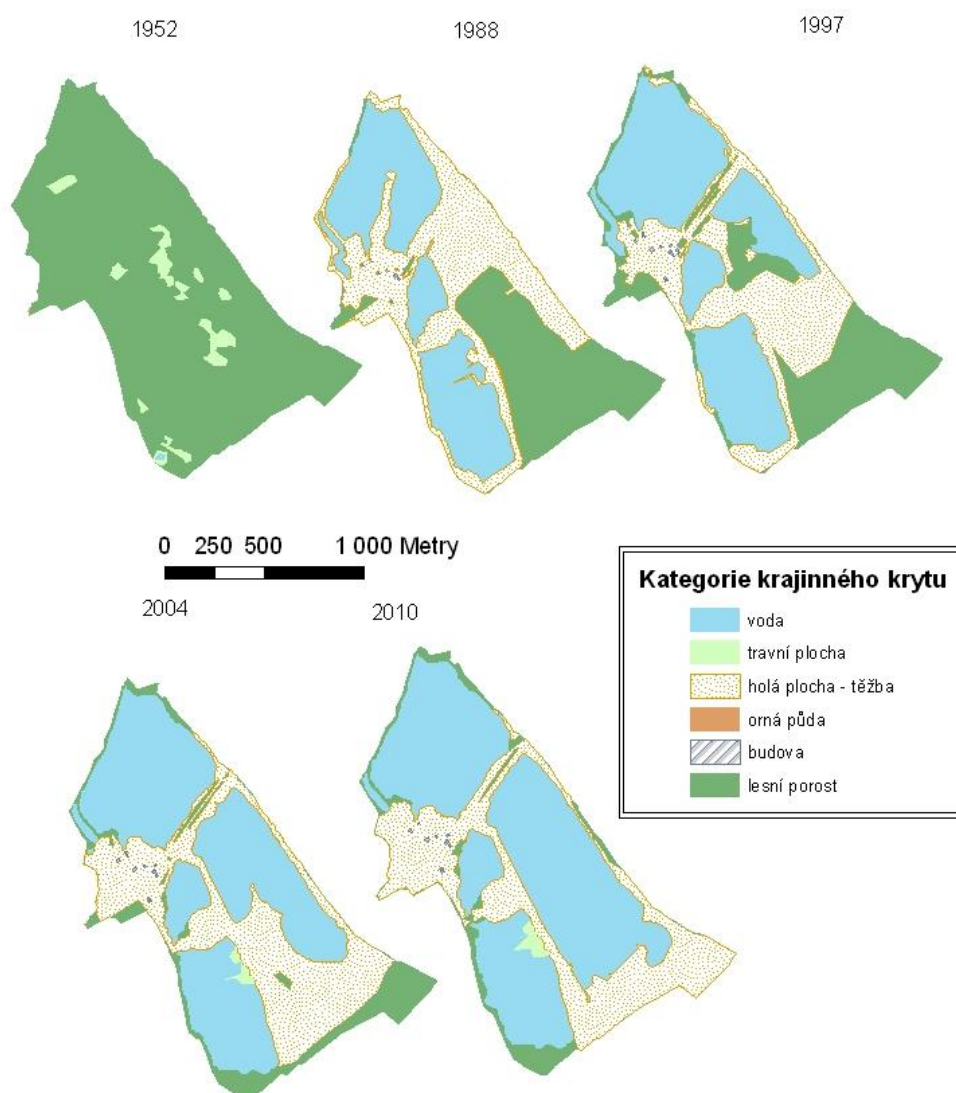 1952
1988
1997
0 250 500 1 000 Metry
2004
2010
Kategorie krajinného krytu
voda
travní plocha
holá plocha - těžba
orná půda
budova
lesní porost